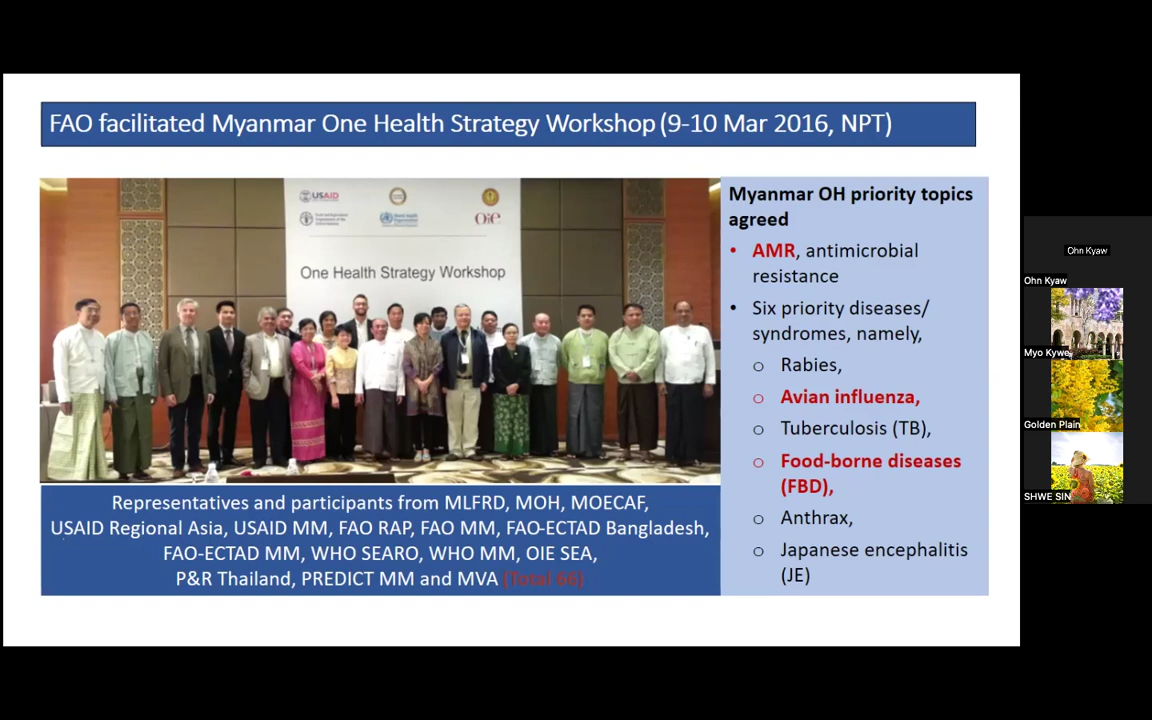 FAO facilitated Myanmar One Health Strategy Workshop (9-10 Mar 2016, NPT)
USAID
World Health
Organization
OIE
One Health Strategy Workshop
Representatives and participants from MLFRD, MOH, MOECAF,
USAID Regional Asia, USAID MM, FAO RAP, FAO MM, FAO-ECTAD Bangladesh,
FAO-ECTAD MM, WHO SEARO, WHO MM, OIE SEA,
P&R Thailand, PREDICT MM and MVA (Total 66)
Myanmar OH priority topics
agreed
• AMR, antimicrobial
resistance
• Six priority diseases/
syndromes, namely,
o Rabies,
o Avian influenza,
o Tuberculosis (TB),
o Food-borne diseases
(FBD),
o Anthrax,
o Japanese encephalitis
(JE)
Ohn Kyaw
Ohn Kyaw
Myo Kywe
Golden Plain
SHWE SIN